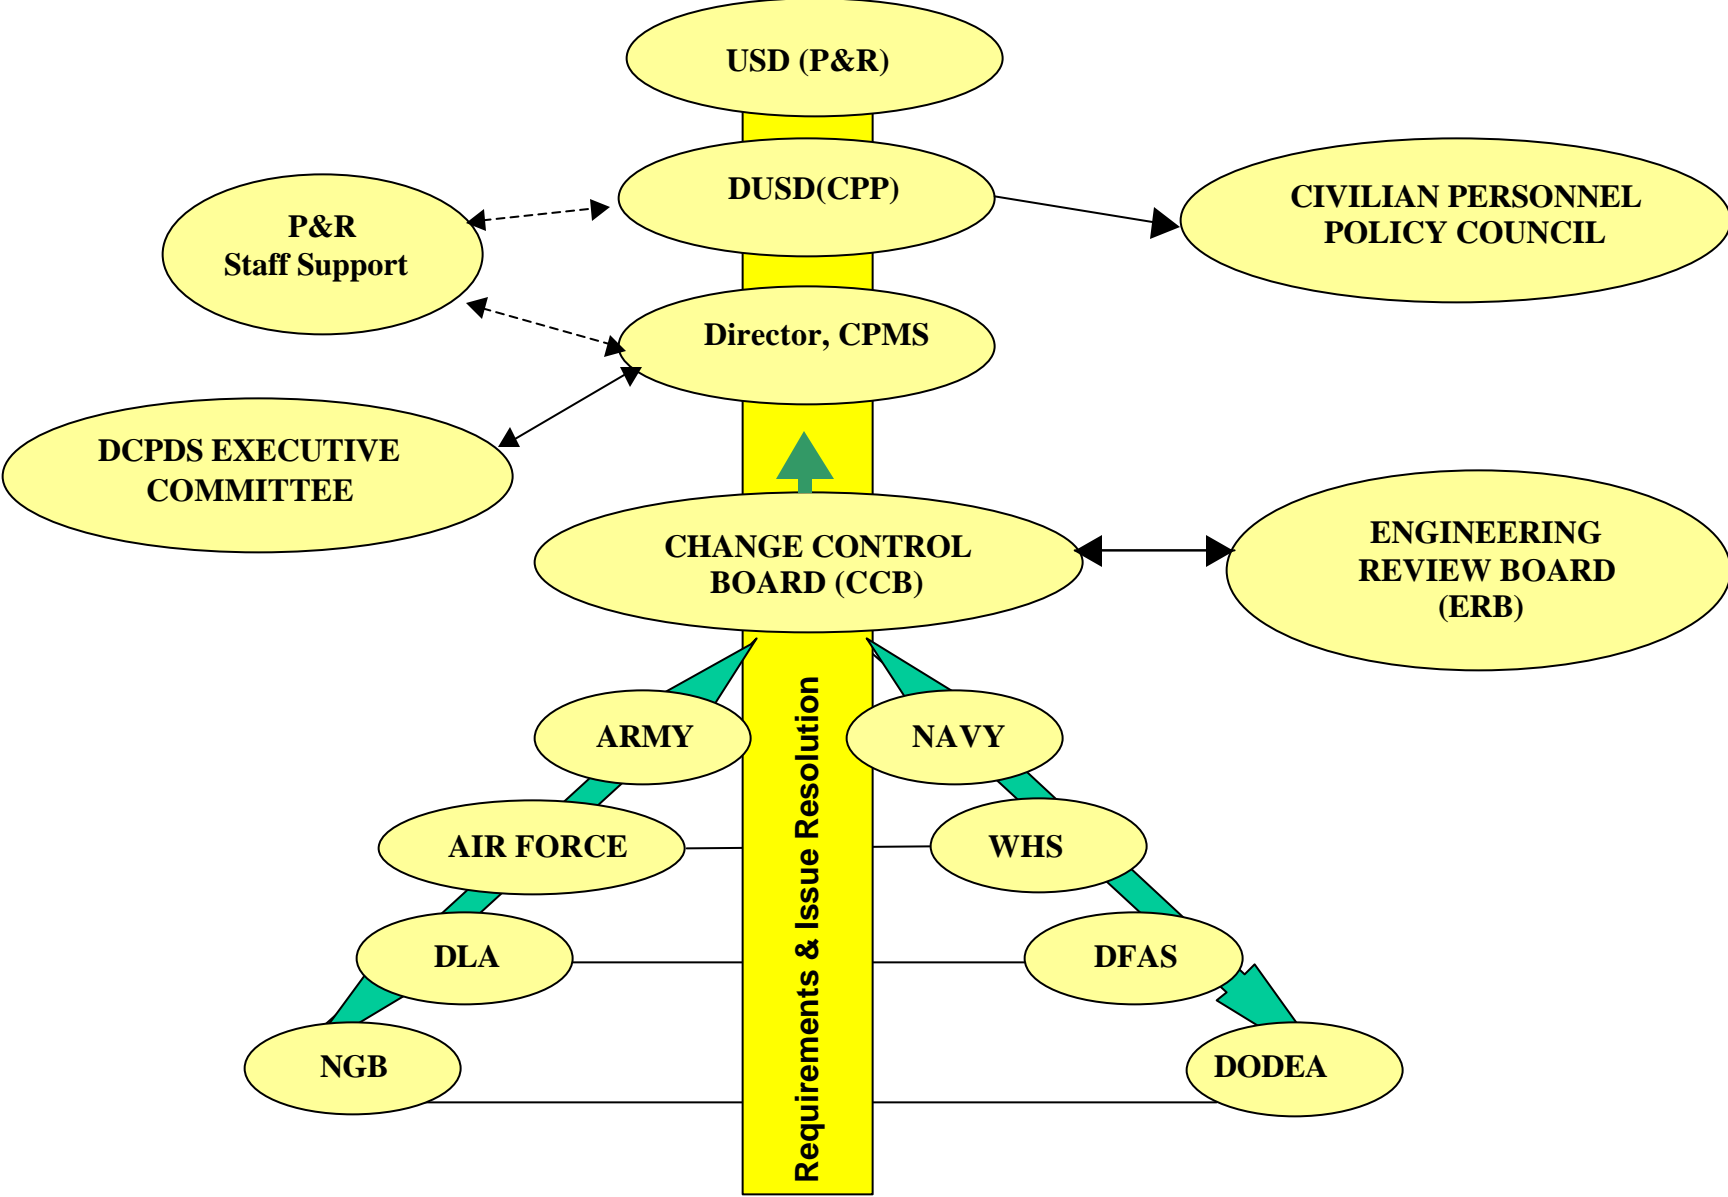 USD (P&R)
DUSD(CPP)
CIVILIAN PERSONNEL
POLICY COUNCIL
P&R
Staff Support
Director, CPMS
DCPDS EXECUTIVE
COMMITTEE
CHANGE CONTROL
BOARD (CCB)
ENGINEERING
REVIEW BOARD
(ERB)
Requirements & Issue Resolution
ARMY
NAVY
AIR FORCE
WHS
DLA
DFAS
NGB
DODEA